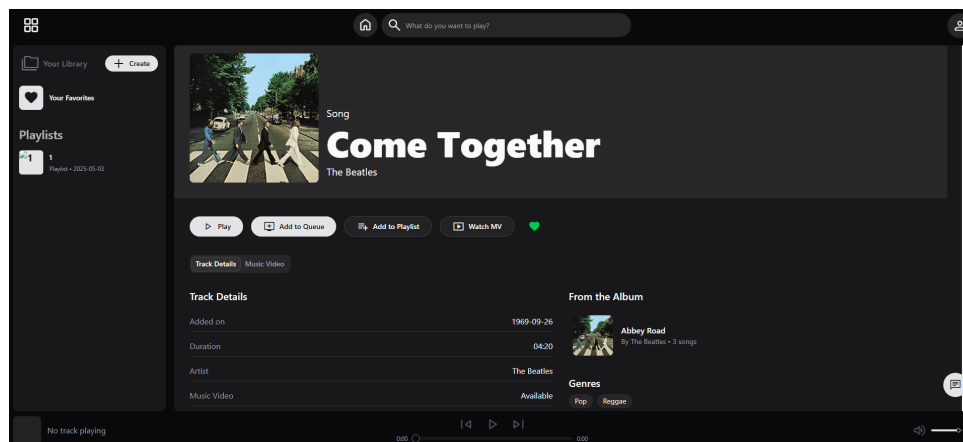 What do you want to play?
Your Library
Create
Your Favorites
Playlists
1
1
Playlist • 2025-05-03
Song
Come Together
The Beatles
Play
Add to Queue
Add to Playlist
Watch MV
Track Details
Music Video
Track Details
Added on
1969-09-26
Duration
04:20
Artist
The Beatles
Music Video
Available
From the Album
Abbey Road
By The Beatles • 3 songs
Genres
Pop
Reggae
No track playing
0:00
0:00